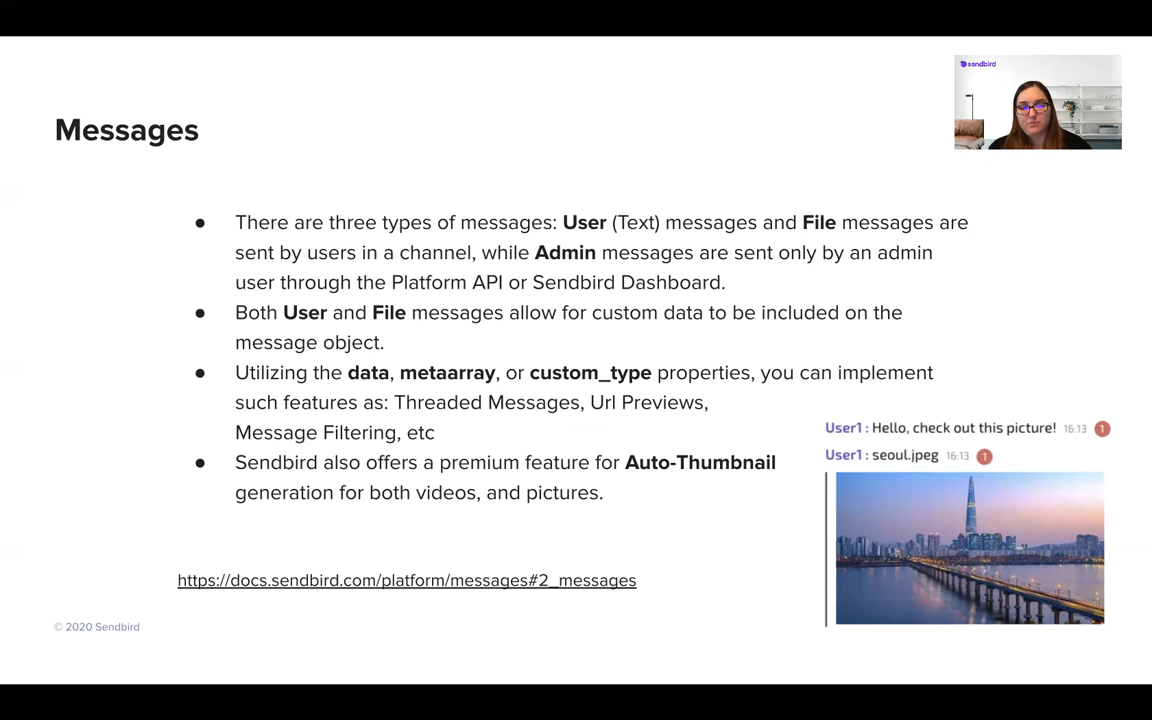 sendbird
Messages
● There are three types of messages: User (Text) messages and File messages are
sent by users in a channel, while Admin messages are sent only by an admin
user through the Platform API or Sendbird Dashboard.
● Both User and File messages allow for custom data to be included on the
message object.
● Utilizing the data, metaarray, or custom_type properties, you can implement
such features as: Threaded Messages, Url Previews,
Message Filtering, etc
● Sendbird also offers a premium feature for Auto-Thumbnail
generation for both videos, and pictures.
User1 : Hello, check out this picture! 16:13 1
User1 : seoul.jpeg 16:13 1
https://docs.sendbird.com/platform/messages#2_messages
© 2020 Sendbird